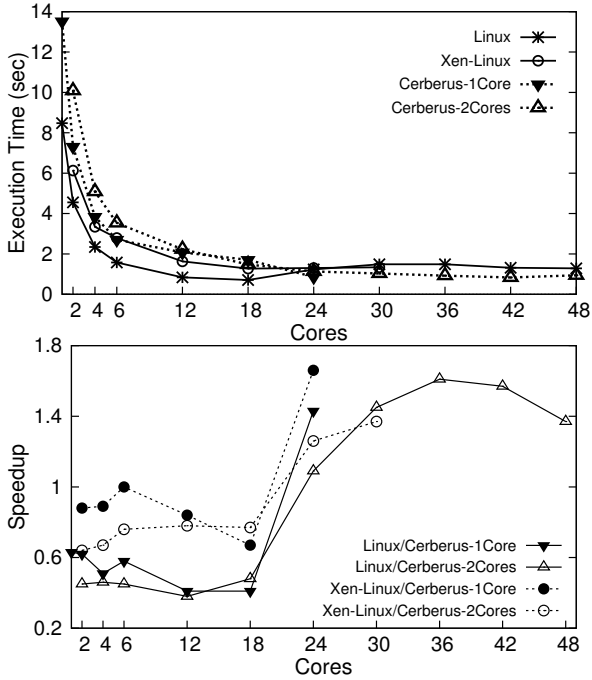 14
12
10
8
6
4
2
0
Execution Time (sec)
Linux
Xen-Linux
Cerberus-1Core
Cerberus-2Cores
2 4 6 12 18 24 30 36 42 48
Cores
1.8
1.4
1
0.6
0.2
Speedup
Linux/Cerberus-1Core
Linux/Cerberus-2Cores
Xen-Linux/Cerberus-1Core
Xen-Linux/Cerberus-2Cores
2 4 6 12 18 24 30 36 42 48
Cores